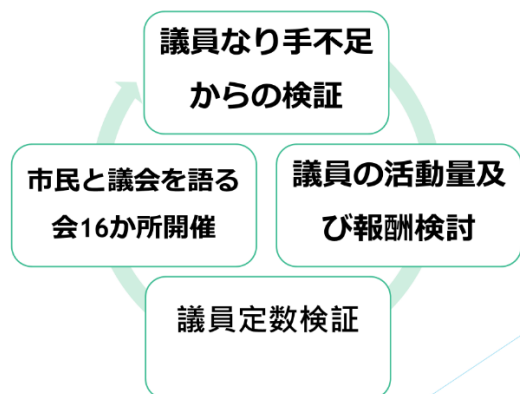 議員なり手不足
からの検証
議員の活動量及
び報酬検討
議員定数検証
市民と議会を語る
会16か所開催